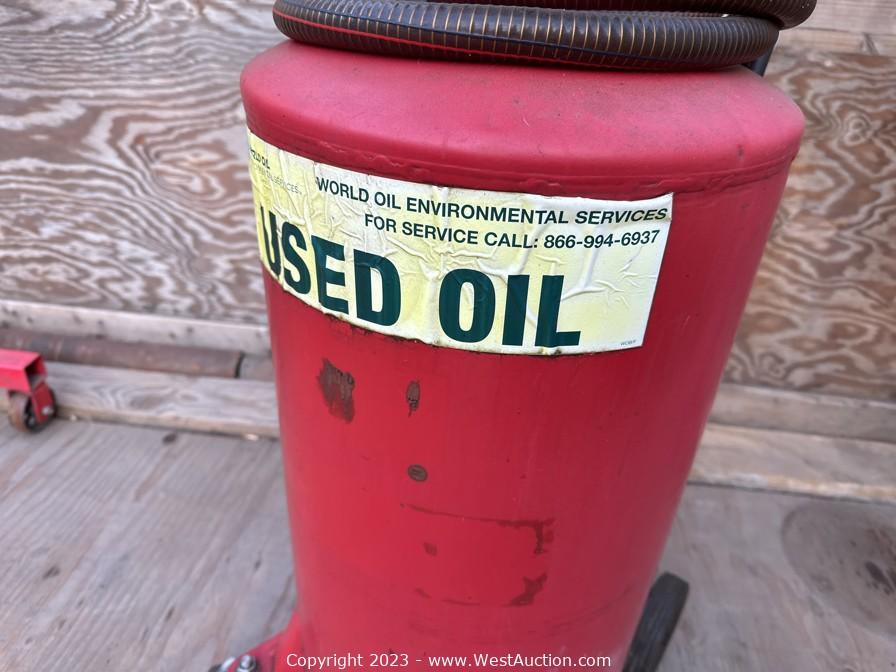 WORLD OIL ENVIRONMENTAL SERVICES
FOR SERVICE CALL: 866-994-6937
USED OIL
Copyright 2023 - www.WestAuction.com